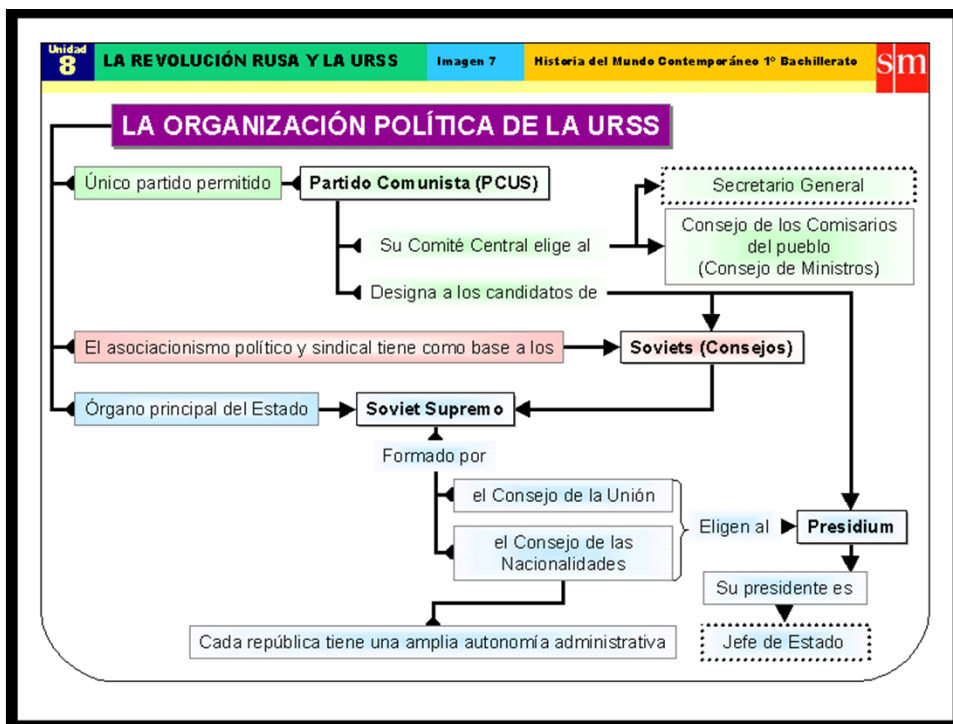 Unidad
8
LA REVOLUCIÓN RUSA Y LA URSS
Imagen 7
Historia del Mundo Contemporáneo 1º Bachillerato
sm
LA ORGANIZACIÓN POLÍTICA DE LA URSS
Único partido permitido
Partido Comunista (PCUS)
Secretario General
Su Comité Central elige al
Consejo de los Comisarios
del pueblo
(Consejo de Ministros)
Designa a los candidatos de
El asociacionismo político y sindical tiene como base a los
Soviets (Consejos)
Órgano principal del Estado
Soviet Supremo
Formado por
el Consejo de la Unión
el Consejo de las
Nacionalidades
Eligen al
Presidium
Su presidente es
Cada república tiene una amplia autonomía administrativa
Jefe de Estado